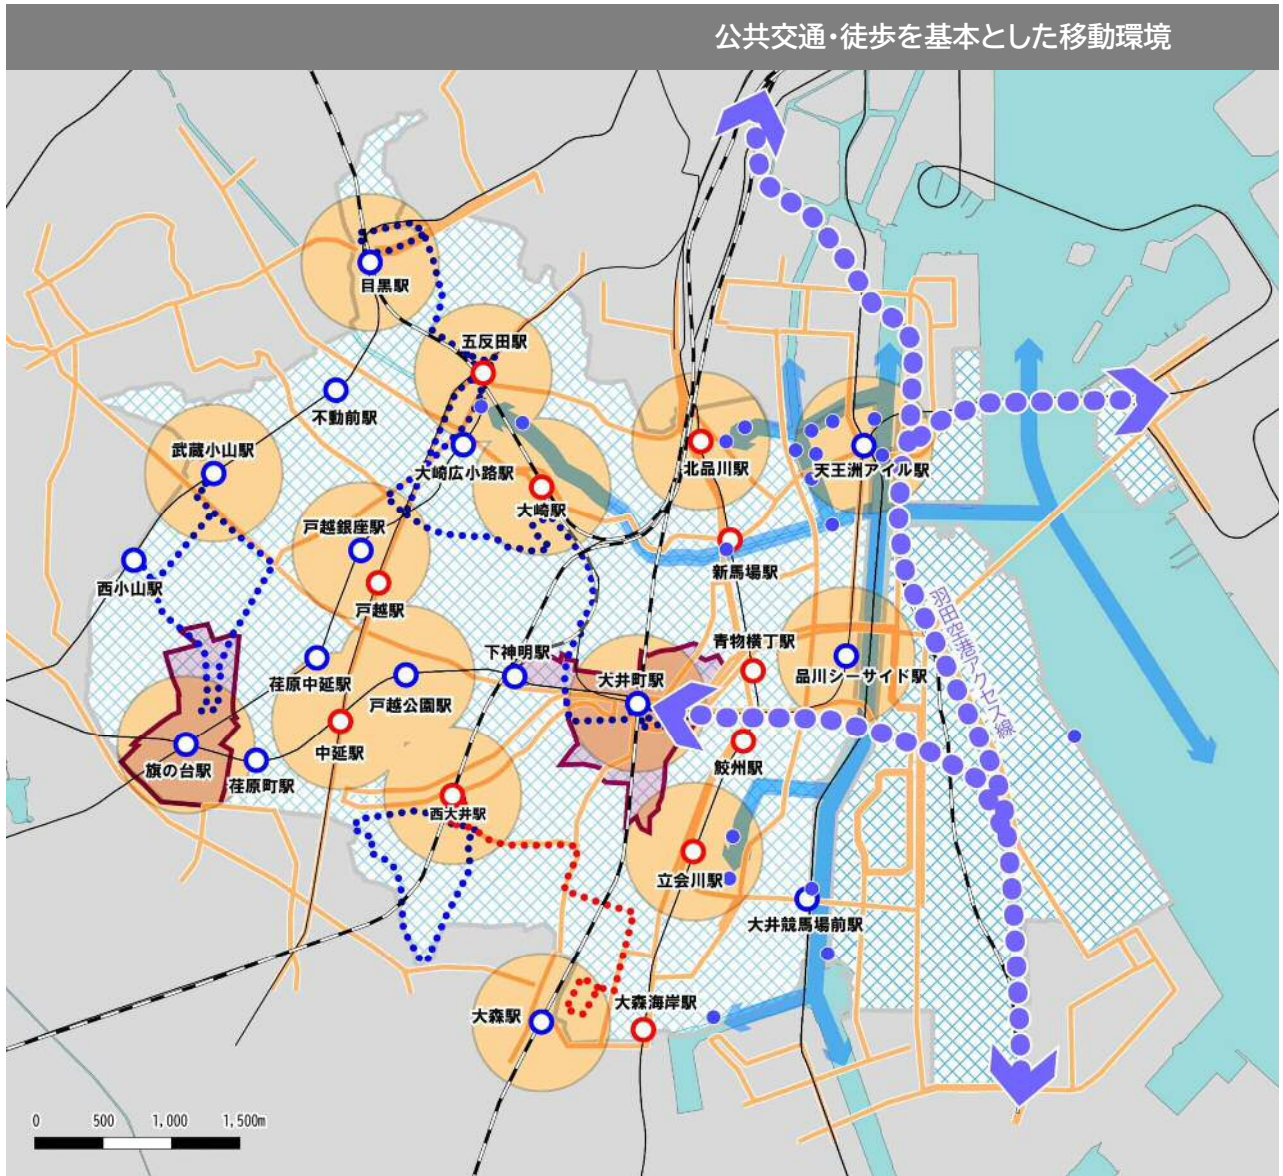 公共交通・徒歩を基本とした移動環境
目黒駅
五反田駅
不動前駅
武蔵小山駅
大崎広小路駅
北品川駅
天王洲アイル駅
大崎駅
戸越銀座駅
新馬場駅
西小山駅
戸越駅
羽田空港アクセス線
青物横丁駅
下神明駅
大井町駅
品川シーサイド駅
荏原中延駅
戸越公園駅
中延駅
鮫州駅
旗の台駅
荏原町駅
西大井駅
立会川駅
大井競馬場前駅
大森駅
大森海岸駅
0 500 1,000 1,500m